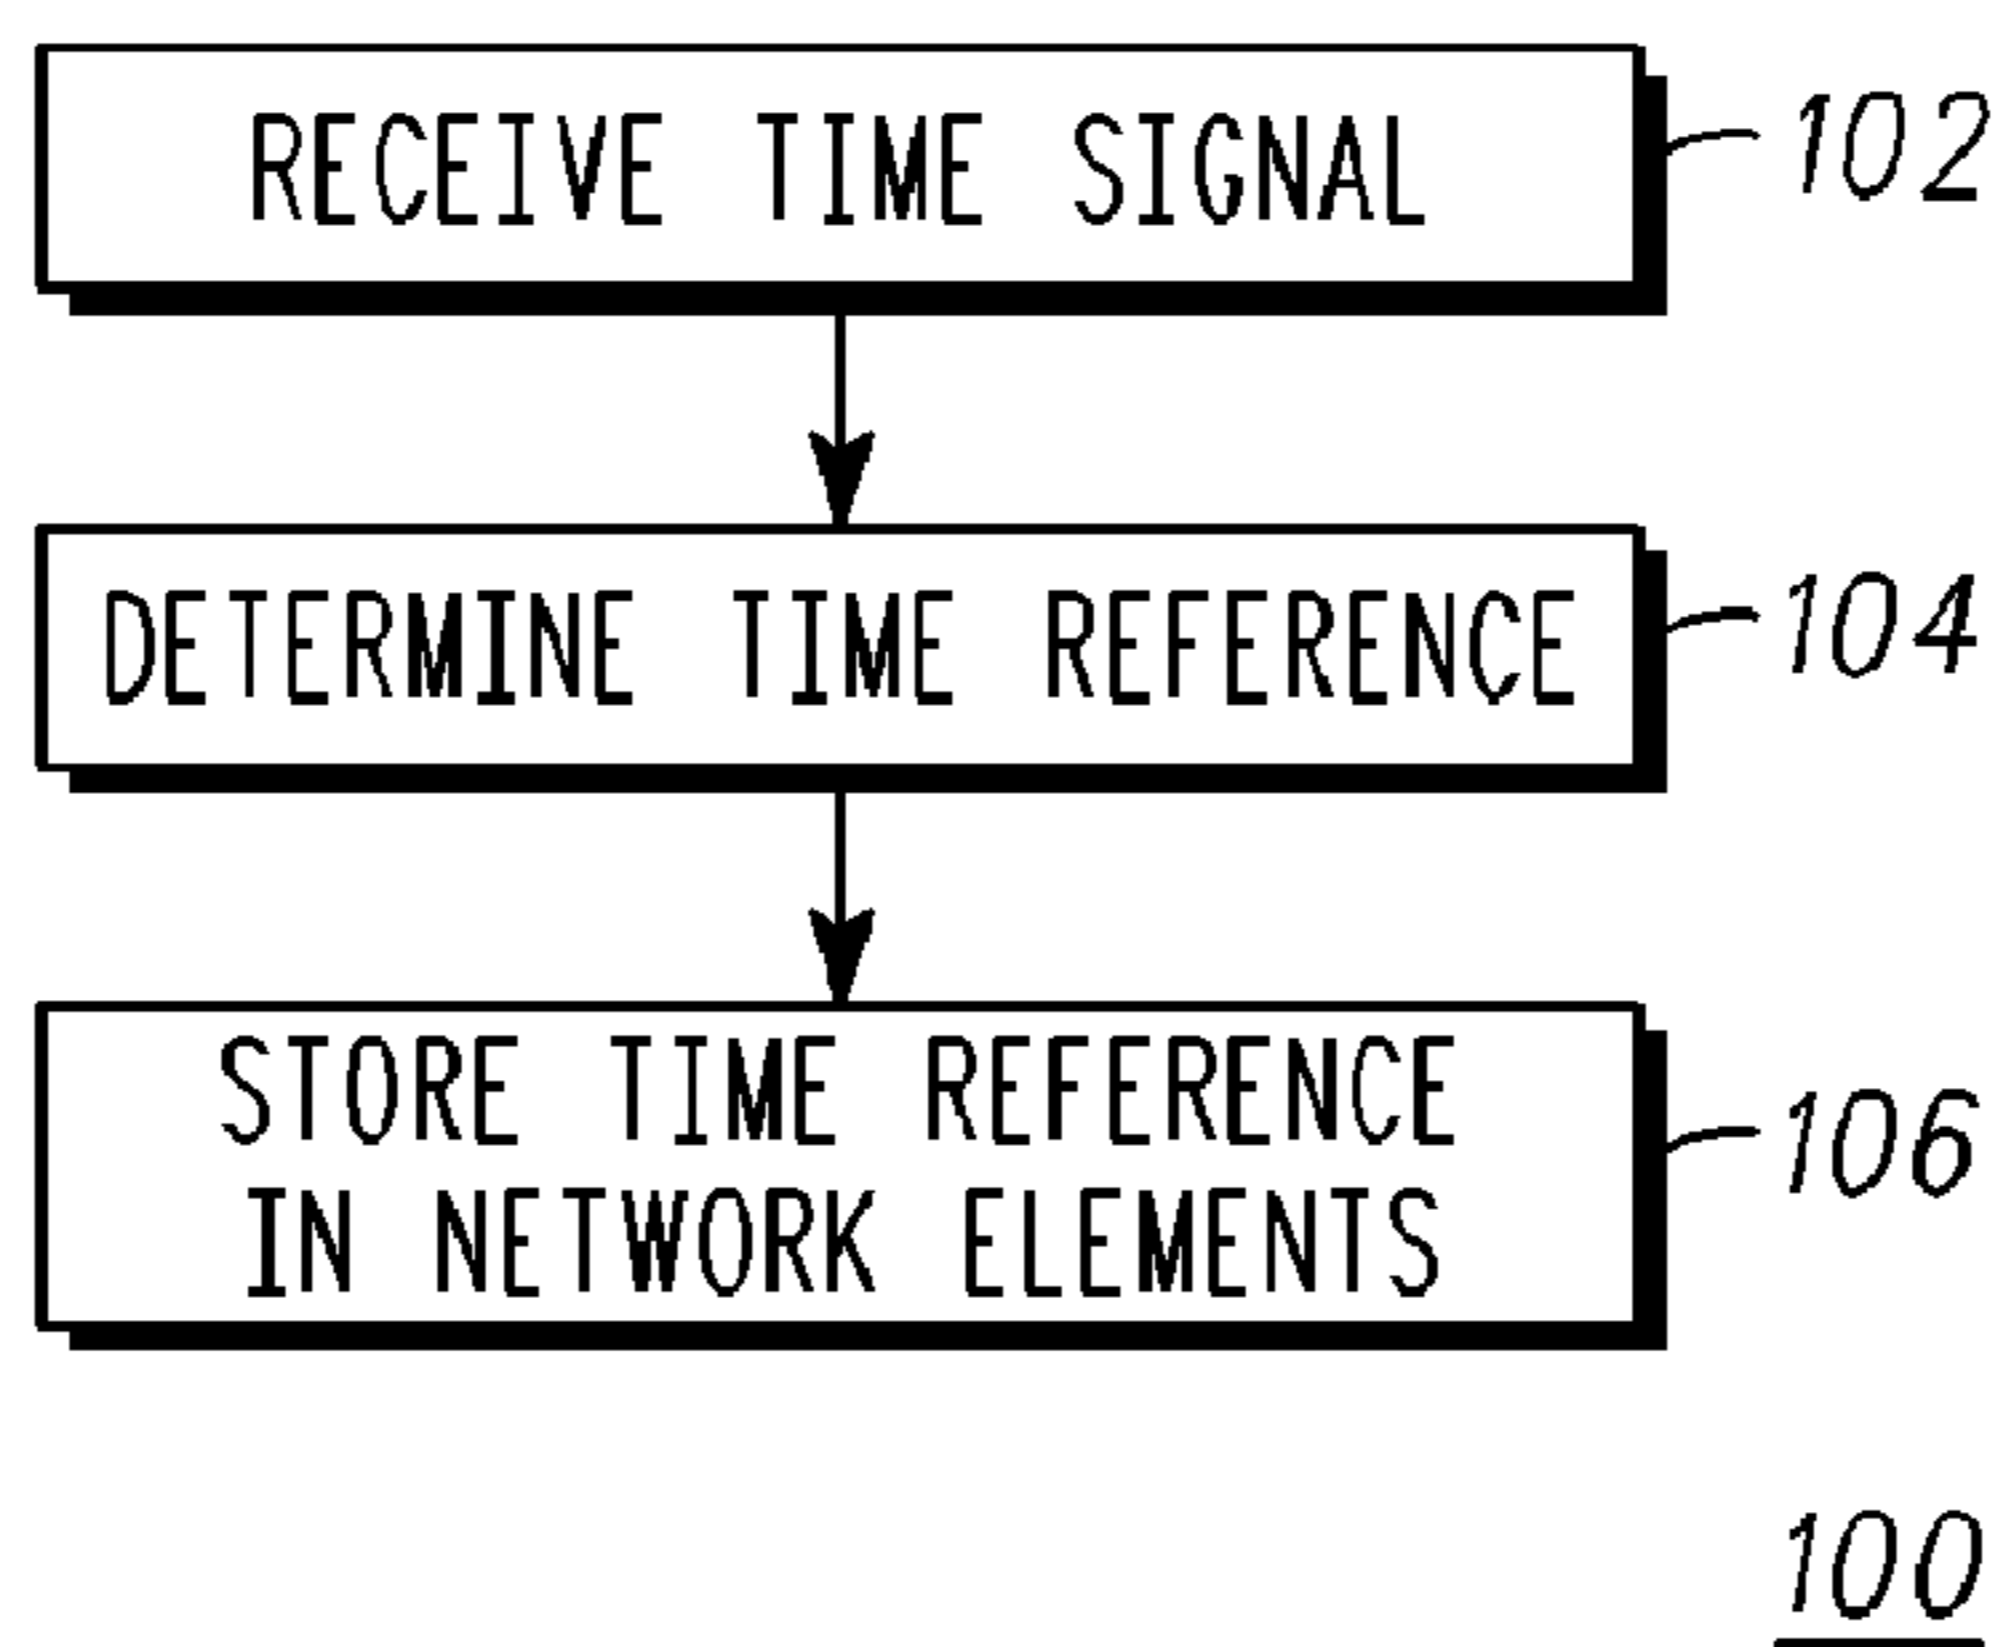 RECEIVE TIME SIGNAL
102
DETERMINE TIME REFERENCE
104
STORE TIME REFERENCE
IN NETWORK ELEMENTS
106
100